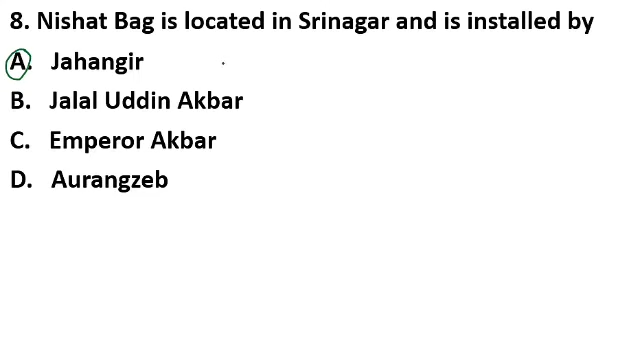 8. Nishat Bag is located in Srinagar and is installed by
A. Jahangir
B. Jalal Uddin Akbar
C. Emperor Akbar
D. Aurangzeb